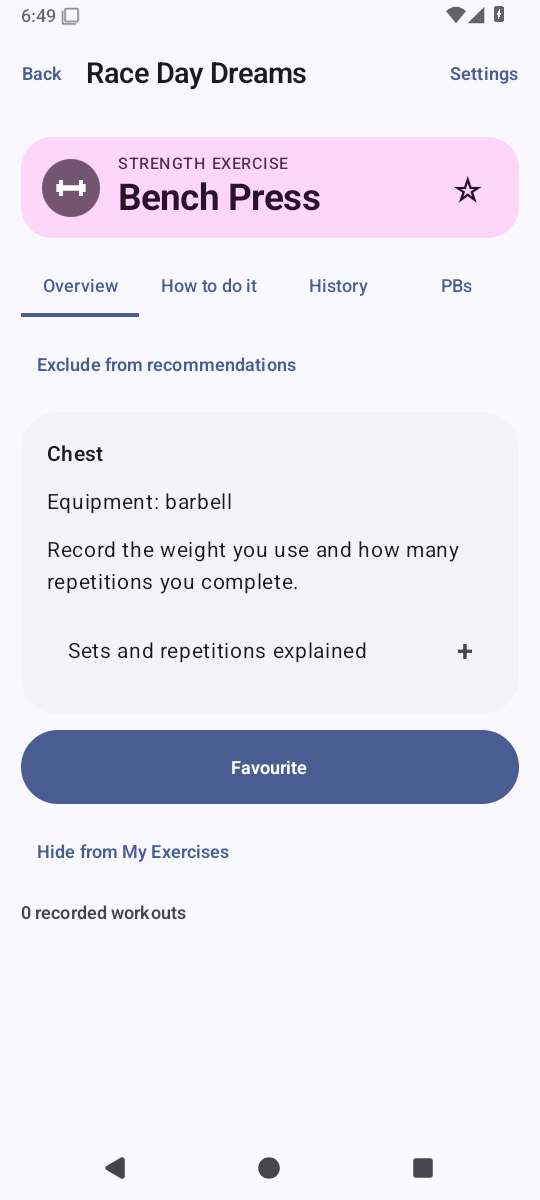 6:49
Back
Race Day Dreams
Settings
STRENGTH EXERCISE
Bench Press
Overview
How to do it
History
PBs
Exclude from recommendations
Chest
Equipment: barbell
Record the weight you use and how many
repetitions you complete.
Sets and repetitions explained
+
Favourite
Hide from My Exercises
0 recorded workouts